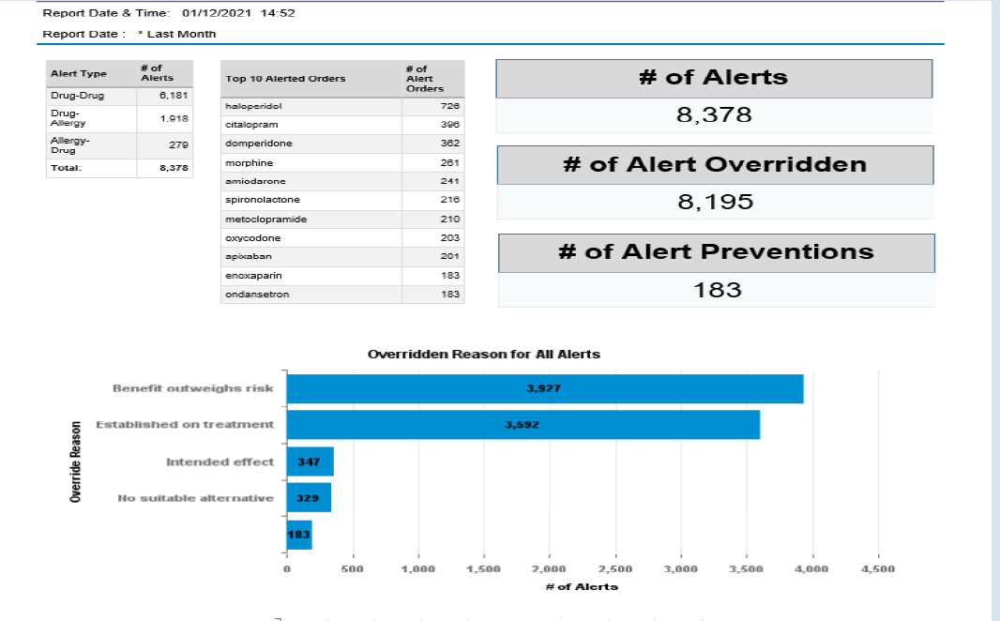 Report Date & Time: 01/12/2021 14:52
Report Date : * Last Month
Alert Type # of Alerts
Drug-Drug 6,181
Drug-Allergy 1,918
Allergy-Drug 279
Total: 8,378
Top 10 Alerted Orders # of Alert Orders
haloperidol 726
citalopram 396
domperidone 362
morphine 261
amiodarone 241
spironolactone 216
metoclopramide 210
oxycodone 203
apixaban 201
enoxaparin 183
ondansetron 183
# of Alerts
8,378
# of Alert Overridden
8,195
# of Alert Preventions
183
Overridden Reason for All Alerts
Override Reason
Benefit outweighs risk 3,927
Established on treatment 3,592
Intended effect 347
No suitable alternative 329
183
0 500 1,000 1,500 2,000 2,500 3,000 3,500 4,000 4,500
# of Alerts